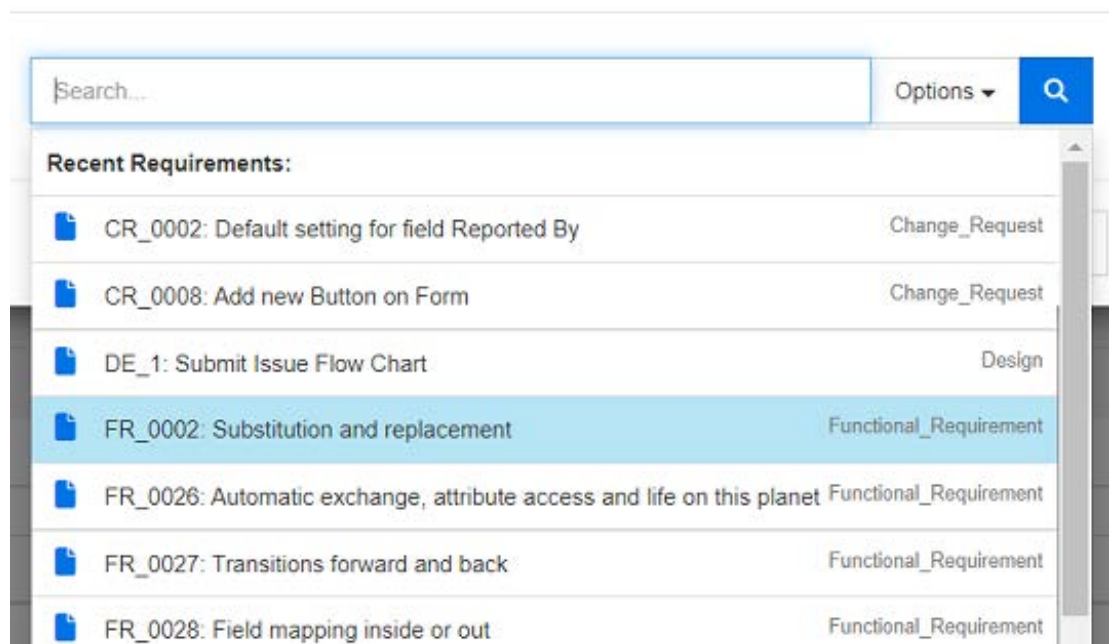 Search...
Options
Recent Requirements:
CR_0002: Default setting for field Reported By Change_Request
CR_0008: Add new Button on Form Change_Request
DE_1: Submit Issue Flow Chart Design
FR_0002: Substitution and replacement Functional_Requirement
FR_0026: Automatic exchange, attribute access and life on this planet Functional_Requirement
FR_0027: Transitions forward and back Functional_Requirement
FR_0028: Field mapping inside or out Functional_Requirement